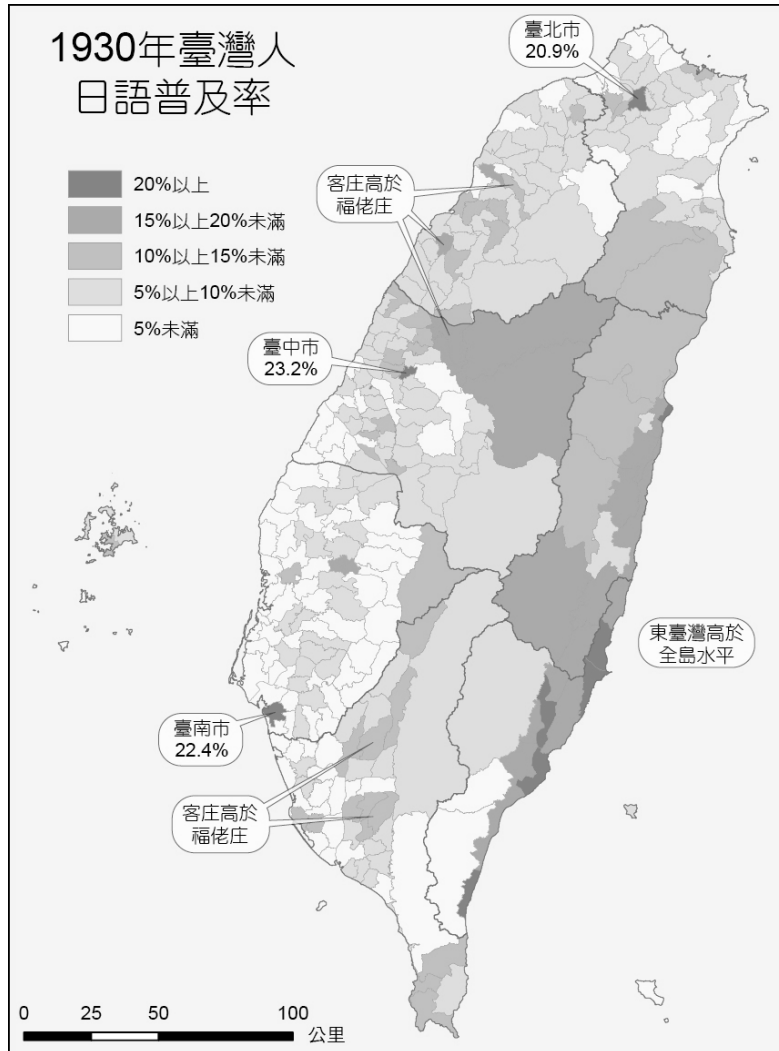 1930年臺灣人
日語普及率
臺北市
20.9%
20%以上
15%以上20%未滿
10%以上15%未滿
5%以上10%未滿
5%未滿
客庄高於
福佬庄
臺中市
23.2%
東臺灣高於
全島水平
臺南市
22.4%
客庄高於
福佬庄
0 25 50 100
公里